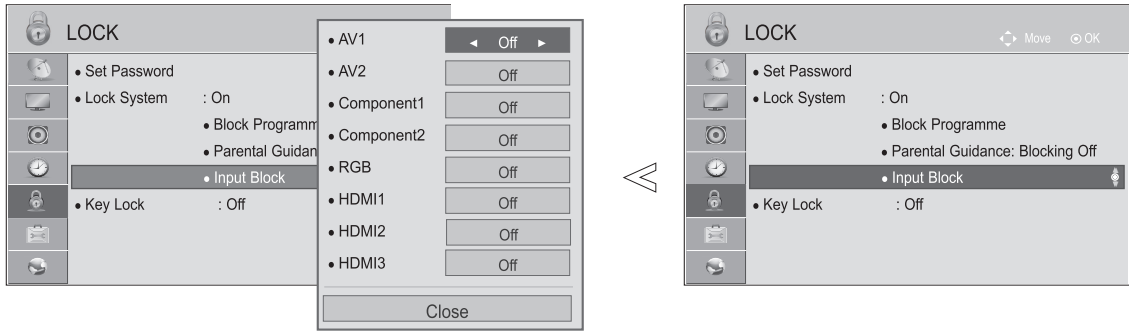 LOCK
• Set Password
• Lock System : On
• Block Programm
• Parental Guidan
• Input Block
• Key Lock : Off
• AV1 ◄ Off ►
• AV2 Off
• Component1 Off
• Component2 Off
• RGB Off
• HDMI1 Off
• HDMI2 Off
• HDMI3 Off
Close
LOCK Move OK
• Set Password
• Lock System : On
• Block Programme
• Parental Guidance: Blocking Off
• Input Block
• Key Lock : Off